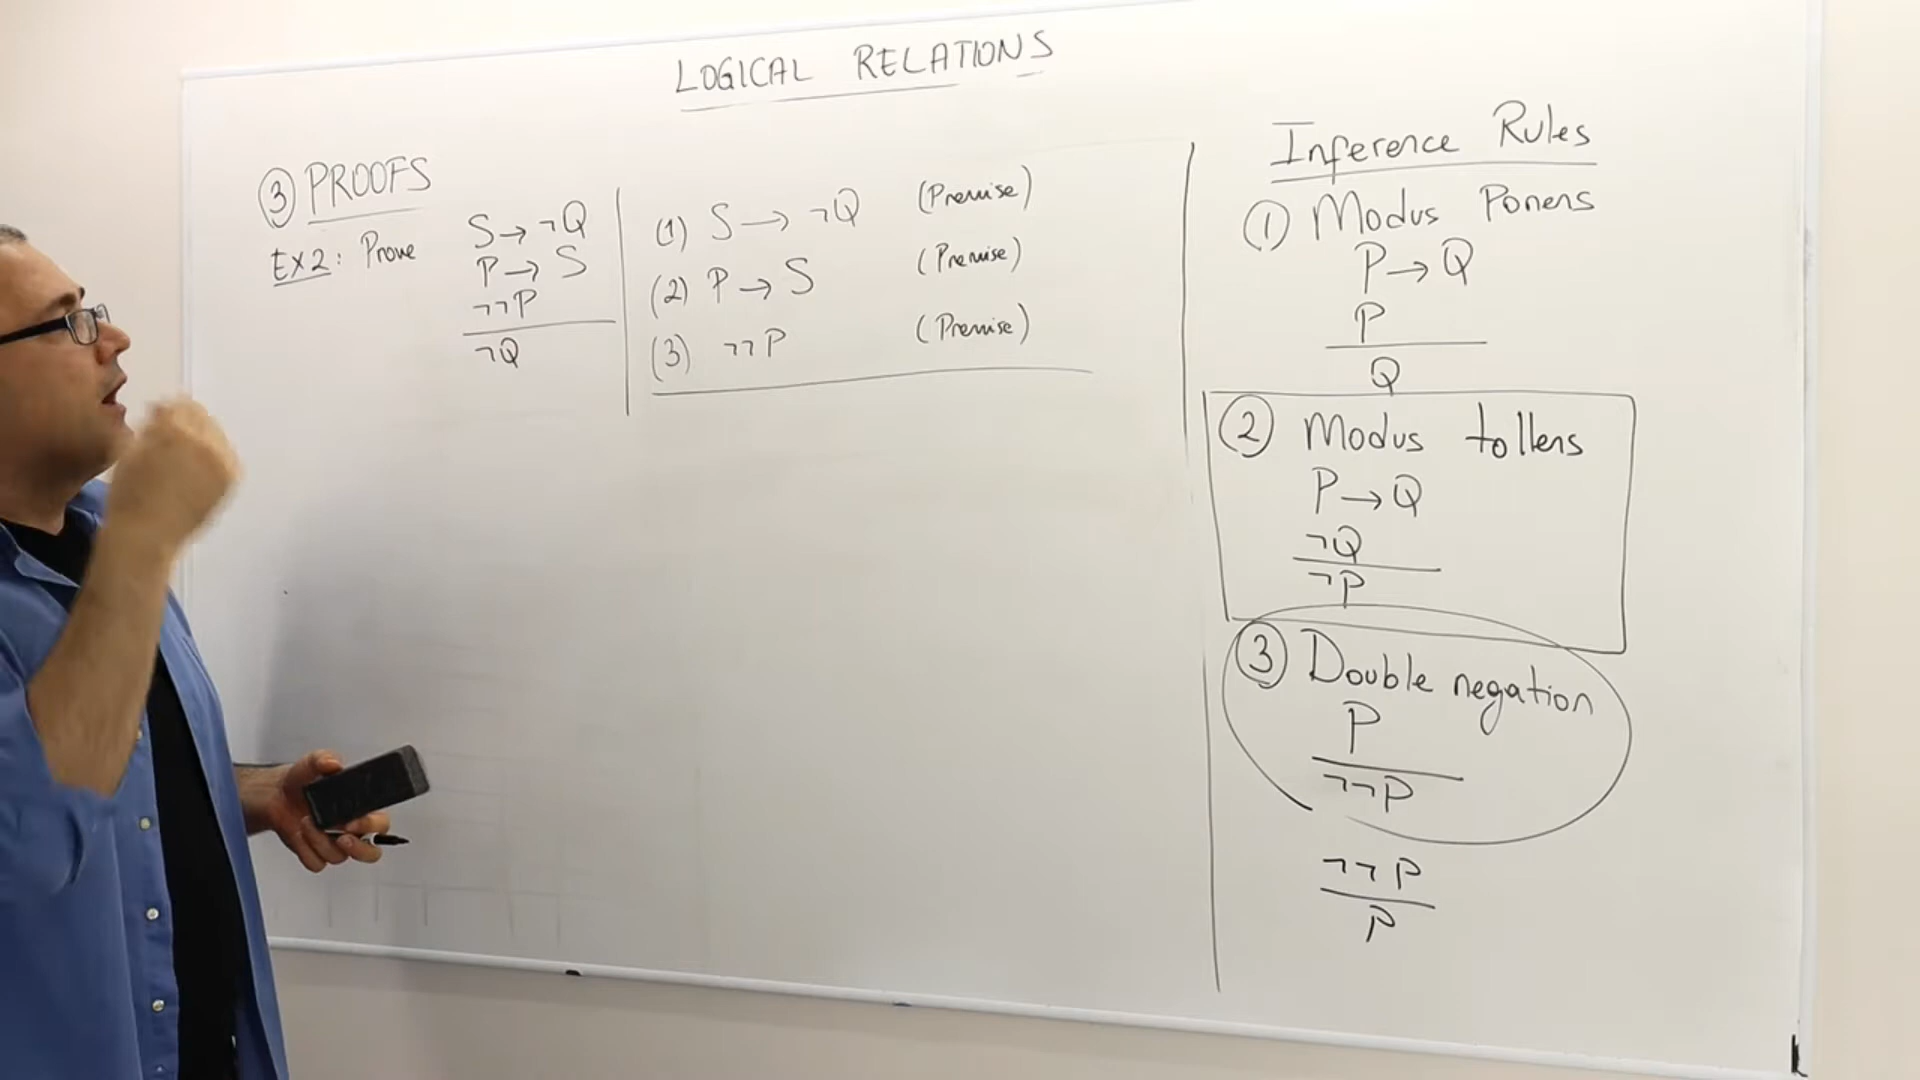 LOGICAL RELATIONS
③ PROOFS
EX2: Prove
S → ¬Q
P → S
¬¬P
¬Q
(1) S → ¬Q (Premise)
(2) P → S (Premise)
(3) ¬¬P (Premise)
Inference Rules
① Modus Ponens
P → Q
P
Q
② Modus tollens
P → Q
¬Q
¬P
③ Double negation
P
¬¬P
¬¬P
P